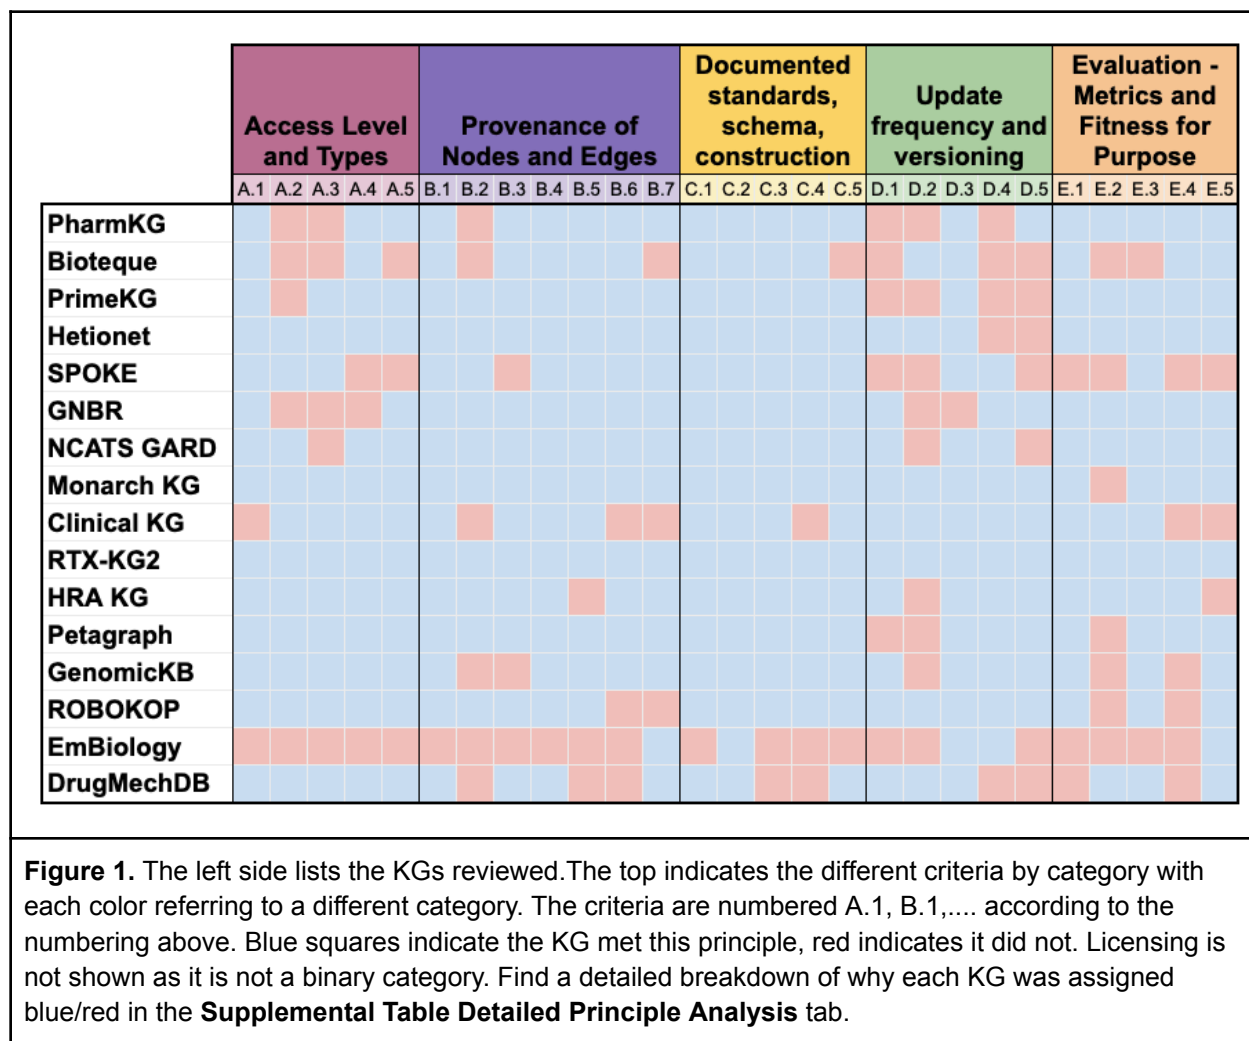 Access Level
and Types
Provenance of
Nodes and Edges
Documented
standards,
schema,
construction
Update
frequency and
versioning
Evaluation -
Metrics and
Fitness for
Purpose
A.1 A.2 A.3 A.4 A.5 B.1 B.2 B.3 B.4 B.5 B.6 B.7 C.1 C.2 C.3 C.4 C.5 D.1 D.2 D.3 D.4 D.5 E.1 E.2 E.3 E.4 E.5
PharmKG
Bioteque
PrimeKG
Hetionet
SPOKE
GNBR
NCATS GARD
Monarch KG
Clinical KG
RTX-KG2
HRA KG
Petagraph
GenomicKB
ROBOKOP
EmBiology
DrugMechDB
Figure 1. The left side lists the KGs reviewed.The top indicates the different criteria by category with
each color referring to a different category. The criteria are numbered A.1, B.1,.... according to the
numbering above. Blue squares indicate the KG met this principle, red indicates it did not. Licensing is
not shown as it is not a binary category. Find a detailed breakdown of why each KG was assigned
blue/red in the Supplemental Table Detailed Principle Analysis tab.